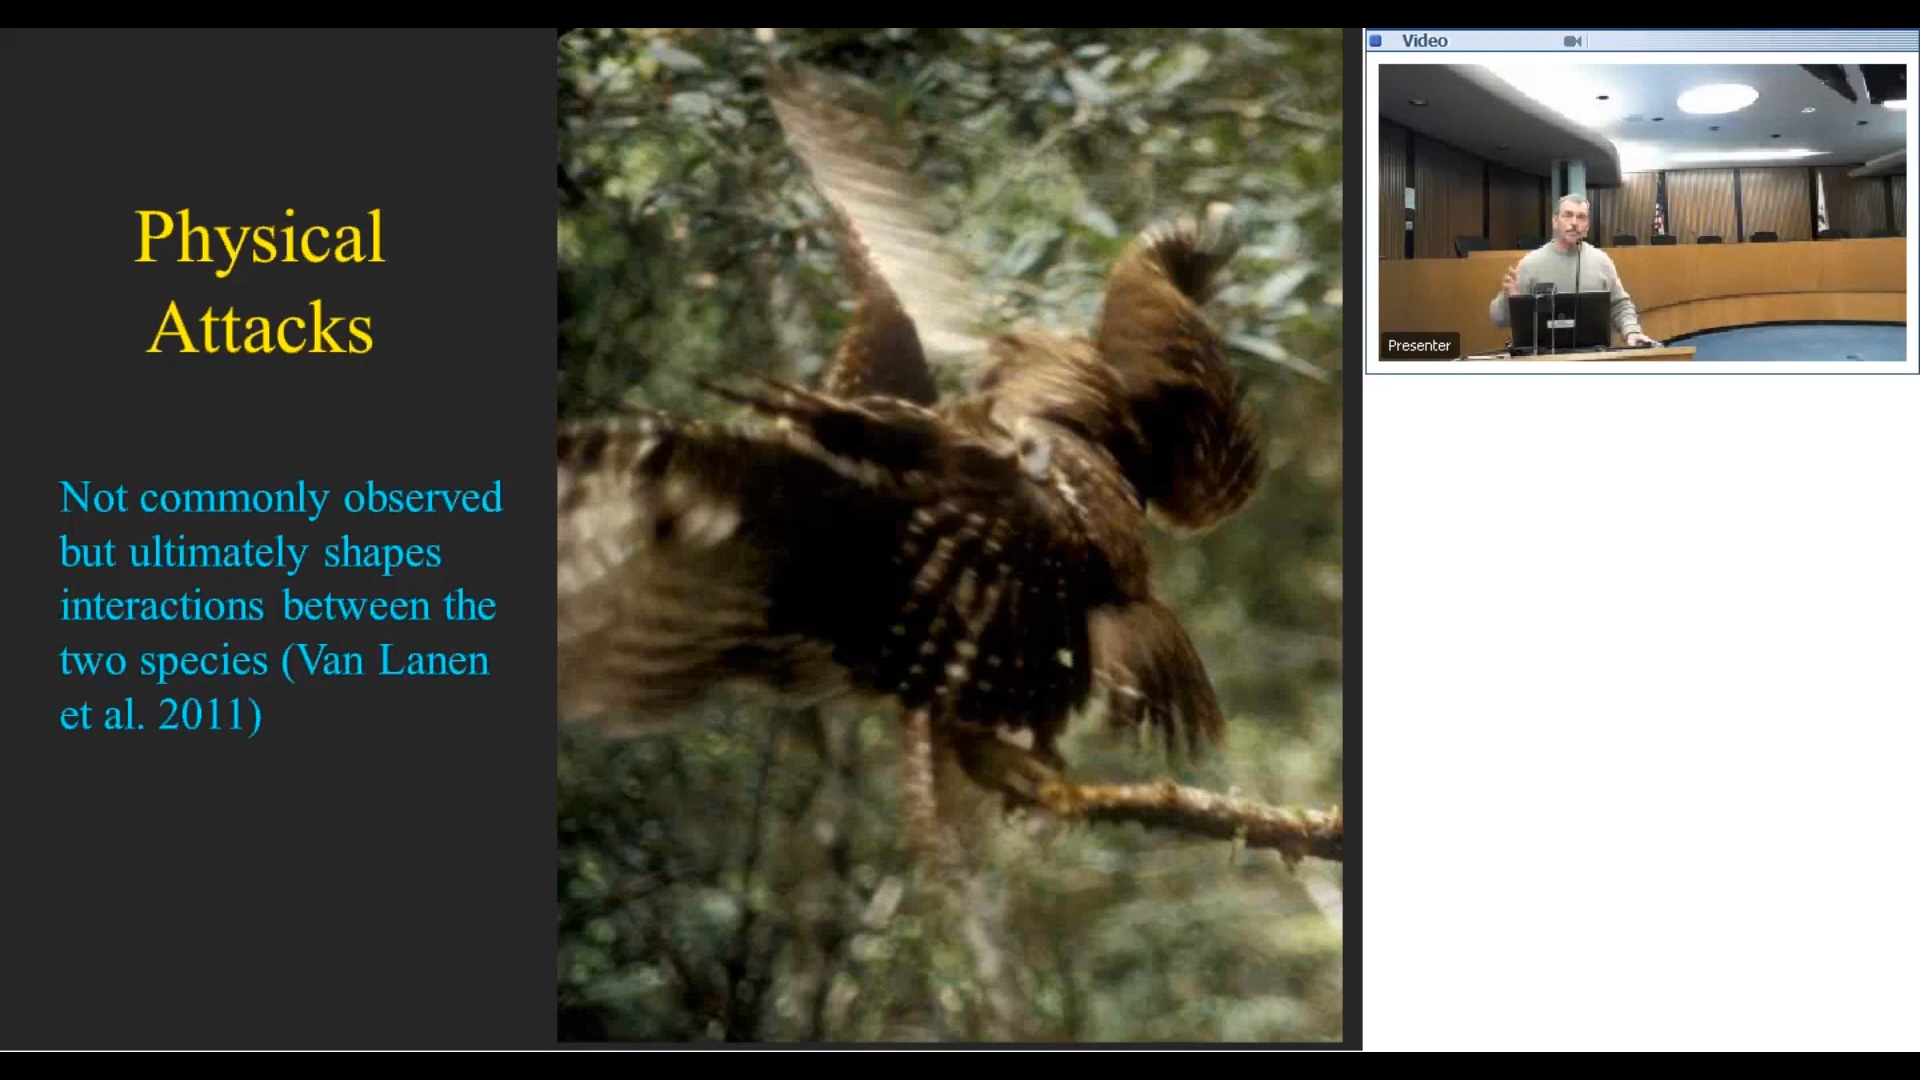 Physical
Attacks
Not commonly observed
but ultimately shapes
interactions between the
two species (Van Lanen
et al. 2011)
Video
Presenter